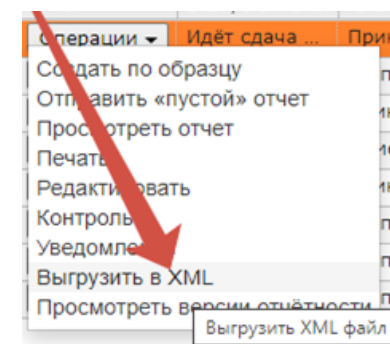 Операции Идёт сдача ... При
Создать по образцу
Отправить «пустой» отчет
Просмотреть отчет
Печать
Редактировать
Контроль
Уведомле
Выгрузить в XML
Просмотреть версии отчётности
Выгрузить XML файл